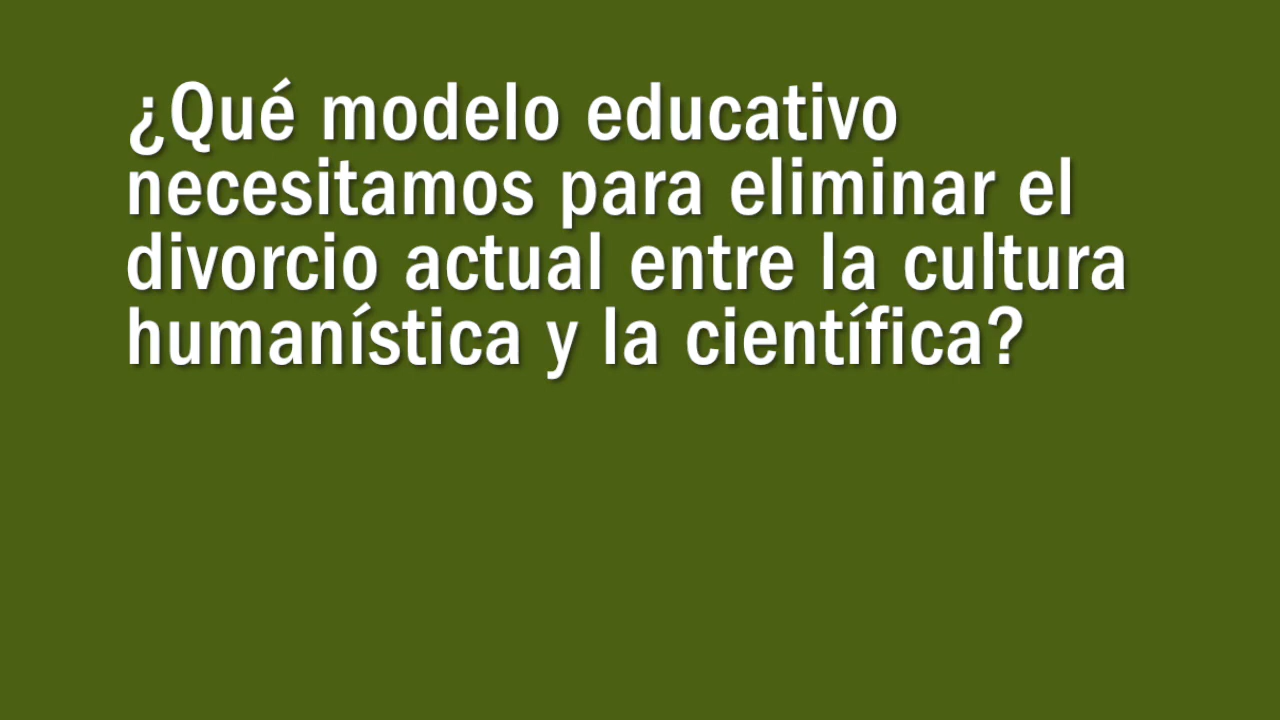 ¿Qué modelo educativo
necesitamos para eliminar el
divorcio actual entre la cultura
humanística y la científica?